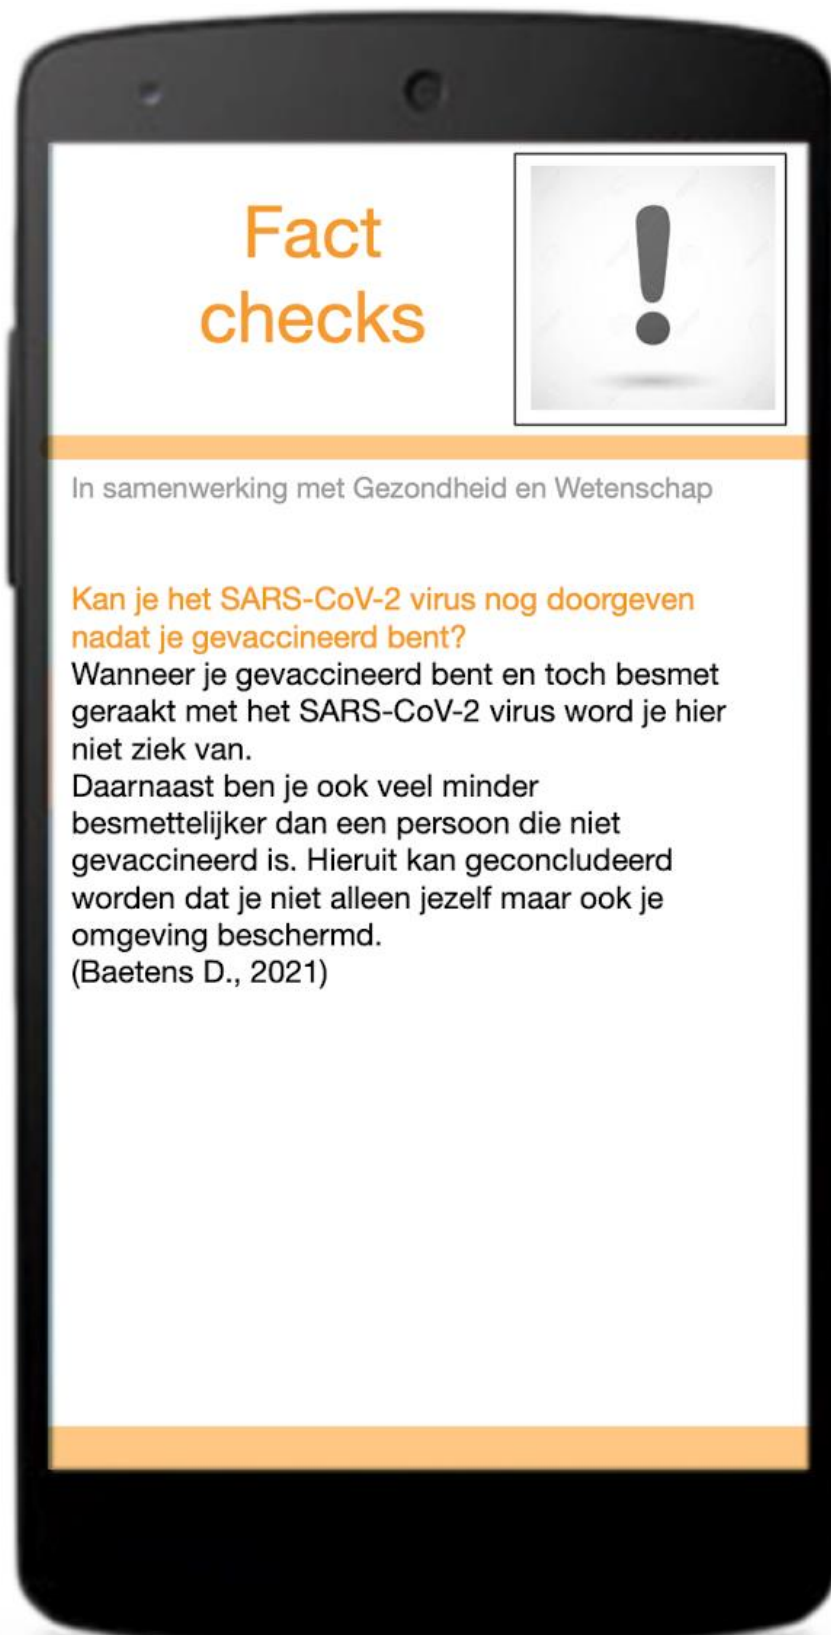 Fact
checks
In samenwerking met Gezondheid en Wetenschap
Kan je het SARS-CoV-2 virus nog doorgeven
nadat je gevaccineerd bent?
Wanneer je gevaccineerd bent en toch besmet
geraakt met het SARS-CoV-2 virus word je hier
niet ziek van.
Daarnaast ben je ook veel minder
besmettelijker dan een persoon die niet
gevaccineerd is. Hieruit kan geconcludeerd
worden dat je niet alleen jezelf maar ook je
omgeving beschermd.
(Baetens D., 2021)